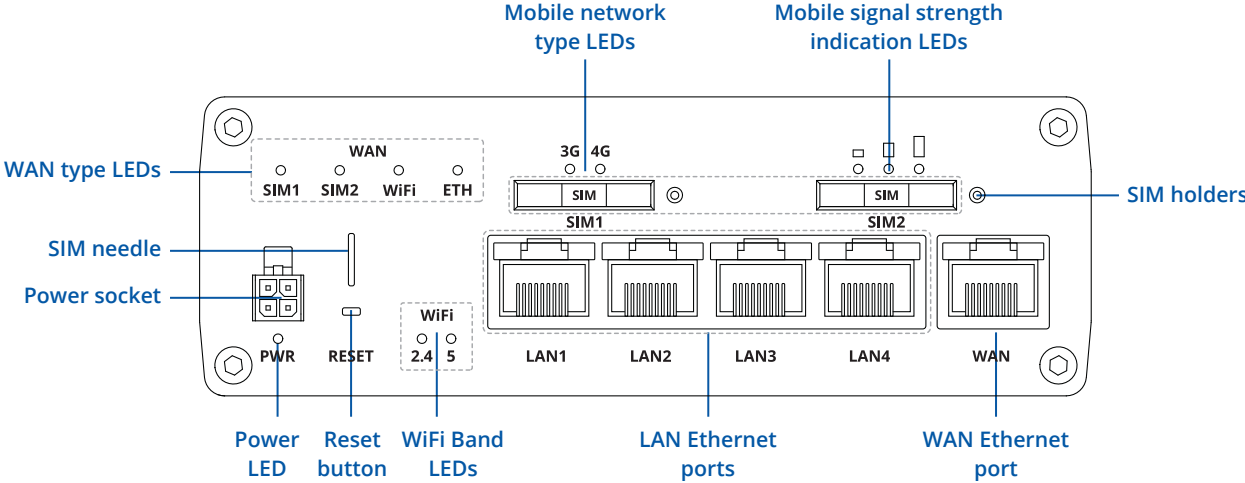 Mobile network
type LEDs
Mobile signal strength
indication LEDs
WAN type LEDs
WAN
SIM1 SIM2 WiFi ETH
3G 4G
SIM
SIM1
SIM
SIM2
SIM holders
SIM needle
Power socket
PWR
RESET
WiFi
2.4 5
LAN1 LAN2 LAN3 LAN4 WAN
Power
LED
Reset
button
WiFi Band
LEDs
LAN Ethernet
ports
WAN Ethernet
port